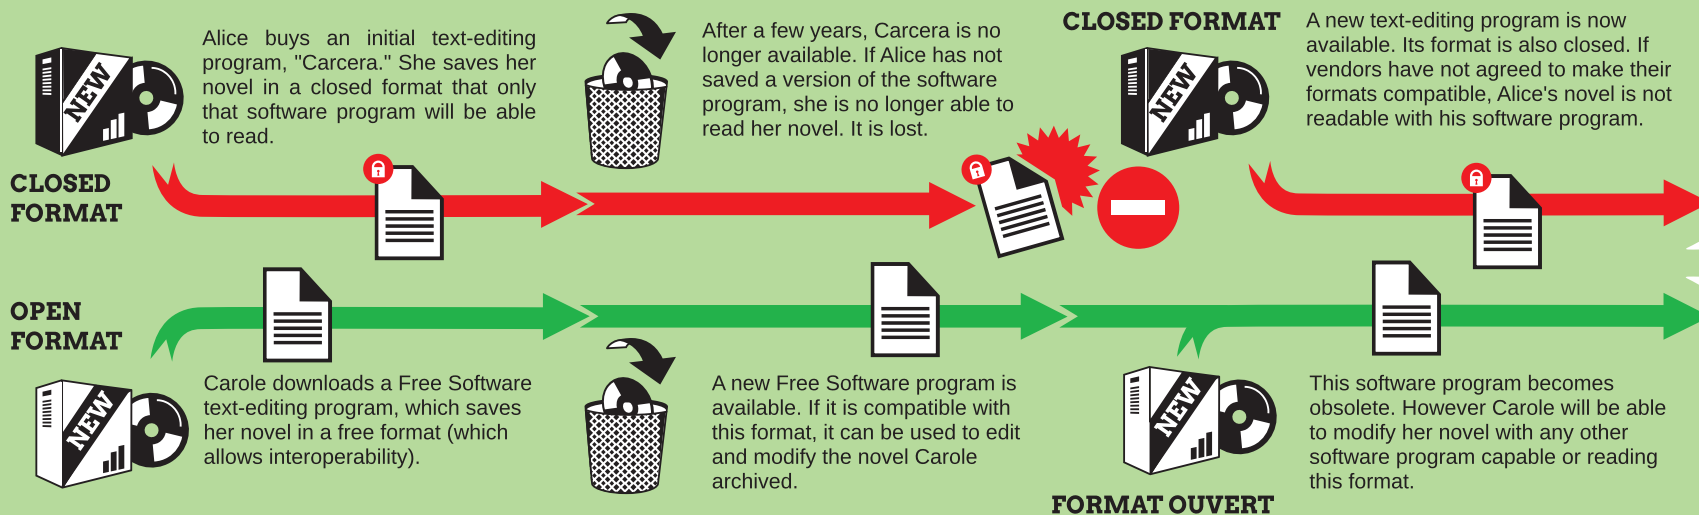 NEW
Alice buys an initial text-editing
program, "Carcera." She saves her
novel in a closed format that only
that software program will be able
to read.
After a few years, Carcera is no
longer available. If Alice has not
saved a version of the software
program, she is no longer able to
read her novel. It is lost.
CLOSED FORMAT
NEW
A new text-editing program is now
available. Its format is also closed. If
vendors have not agreed to make their
formats compatible, Alice's novel is not
readable with his software program.
CLOSED
FORMAT
OPEN
FORMAT
NEW
Carole downloads a Free Software
text-editing program, which saves
her novel in a free format (which
allows interoperability).
A new Free Software program is
available. If it is compatible with
this format, it can be used to edit
and modify the novel Carole
archived.
NEW
FORMAT OUVERT
This software program becomes
obsolete. However Carole will be able
to modify her novel with any other
software program capable or reading
this format.